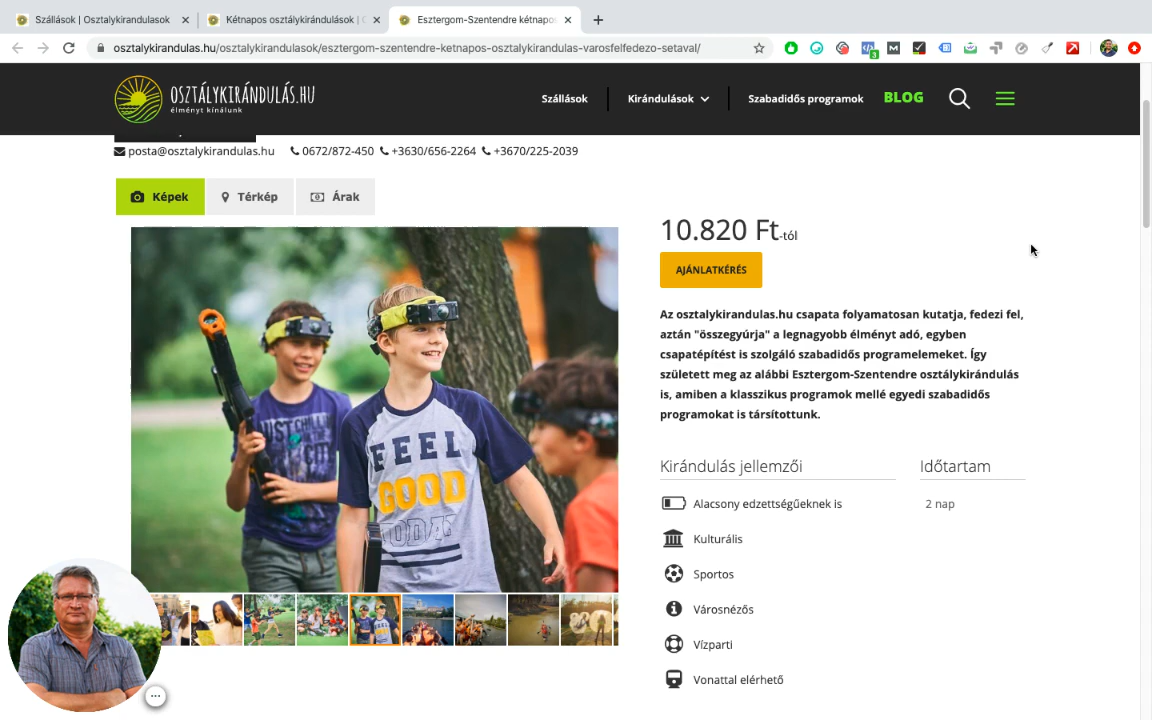 Szállások | Osztalykirandulasok
Kétnapos osztálykirándulások |
Esztergom-Szentendre kétnapos
osztalykirandulas.hu/osztalykirandulasok/esztergom-szentendre-ketnapos-osztalykirandulas-varosfelfedezo-setaval/
3
OSZTÁLYKIRÁNDULÁS.HU
élményt kínálunk
Szállások
Kirándulások
Szabadidős programok
BLOG
posta@osztalykirandulas.hu
0672/872-450
+3630/656-2264
+3670/225-2039
Képek
Térkép
Árak
10.820 Ft-tól
AJÁNLATKÉRÉS
Az osztalykirandulas.hu csapata folyamatosan kutatja, fedezi fel,
aztán "összegyúrja" a legnagyobb élményt adó, egyben
csapatépítést is szolgáló szabadidős programelemeket. Így
született meg az alábbi Esztergom-Szentendre osztálykirándulás
is, amiben a klasszikus programok mellé egyedi szabadidős
programokat is társítottunk.
Kirándulás jellemzői
Időtartam
Alacsony edzettségűeknek is
2 nap
Kulturális
Sportos
Városnézős
Vízparti
Vonattal elérhető
FEEL
GOOD
TODAY